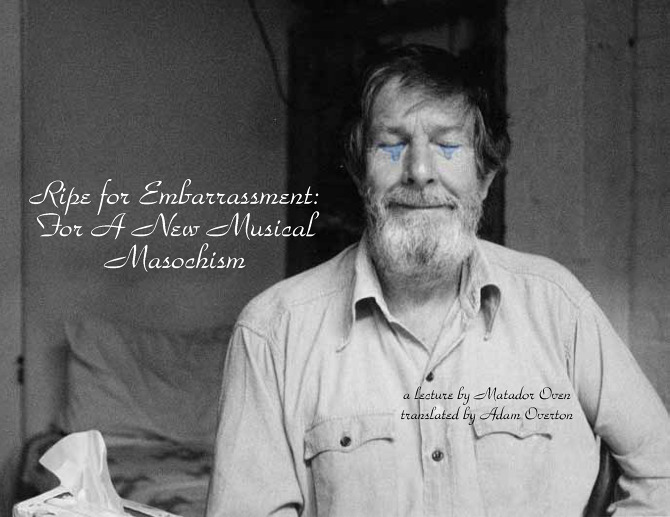 Ripe for Embarrassment:
For A New Musical
Masochism
a lecture by Matador Oven
translated by Adam Overton